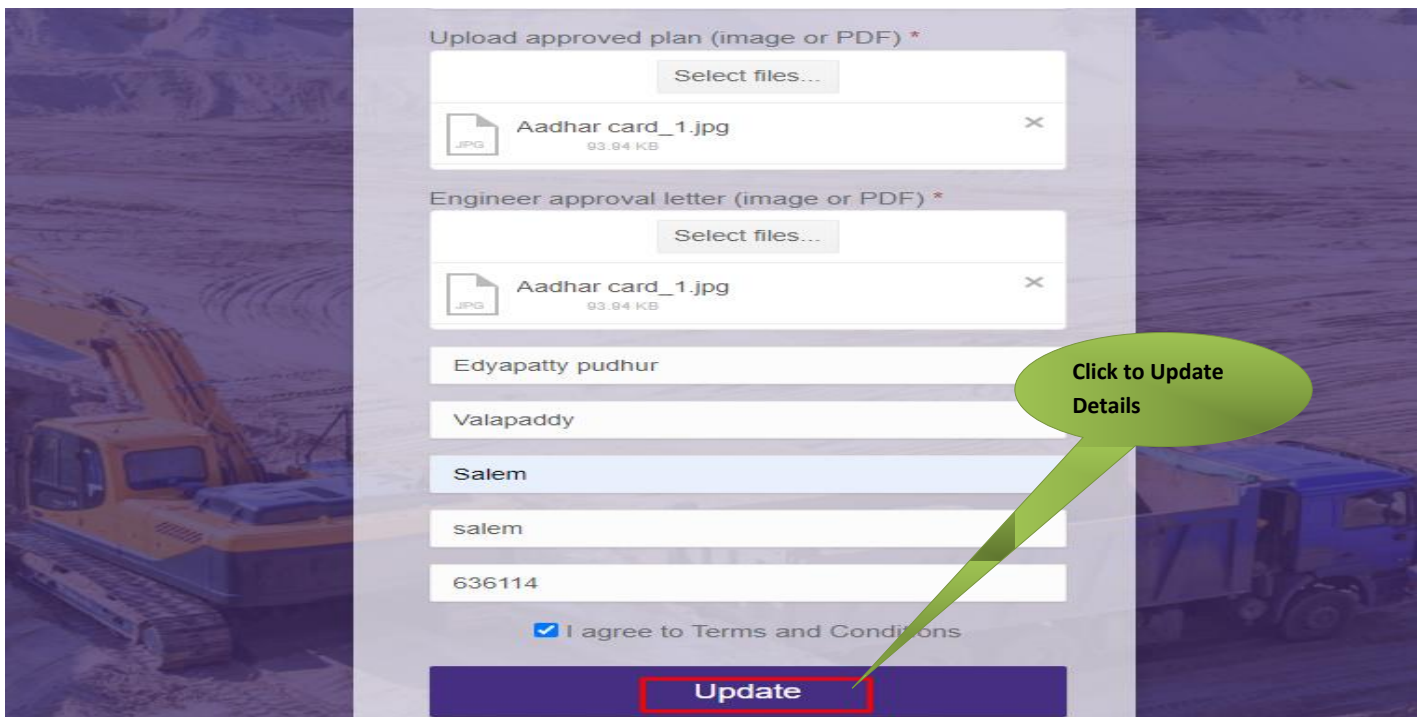 Upload approved plan (image or PDF) *
Select files...
JPG
Aadhar card_1.jpg
93.94 KB
Engineer approval letter (image or PDF) *
Select files...
JPG
Aadhar card_1.jpg
93.94 KB
Edyapatty pudhur
Click to Update
Details
Valapaddy
Salem
salem
636114
I agree to Terms and Conditions
Update